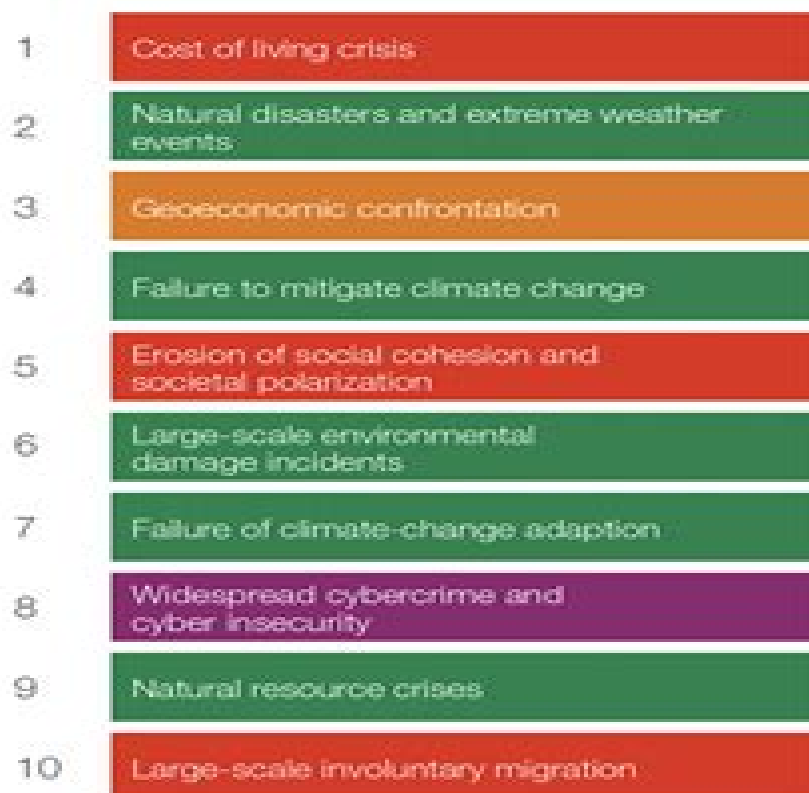 1
Cost of living crisis
2
Natural disasters and extreme weather
events
3
Geoeconomic confrontation
4
Failure to mitigate climate change
5
Erosion of social cohesion and
societal polarization
6
Large-scale environmental
damage incidents
7
Failure of climate-change adaption
8
Widespread cybercrime and
cyber insecurity
9
Natural resource crises
10
Large-scale involuntary migration